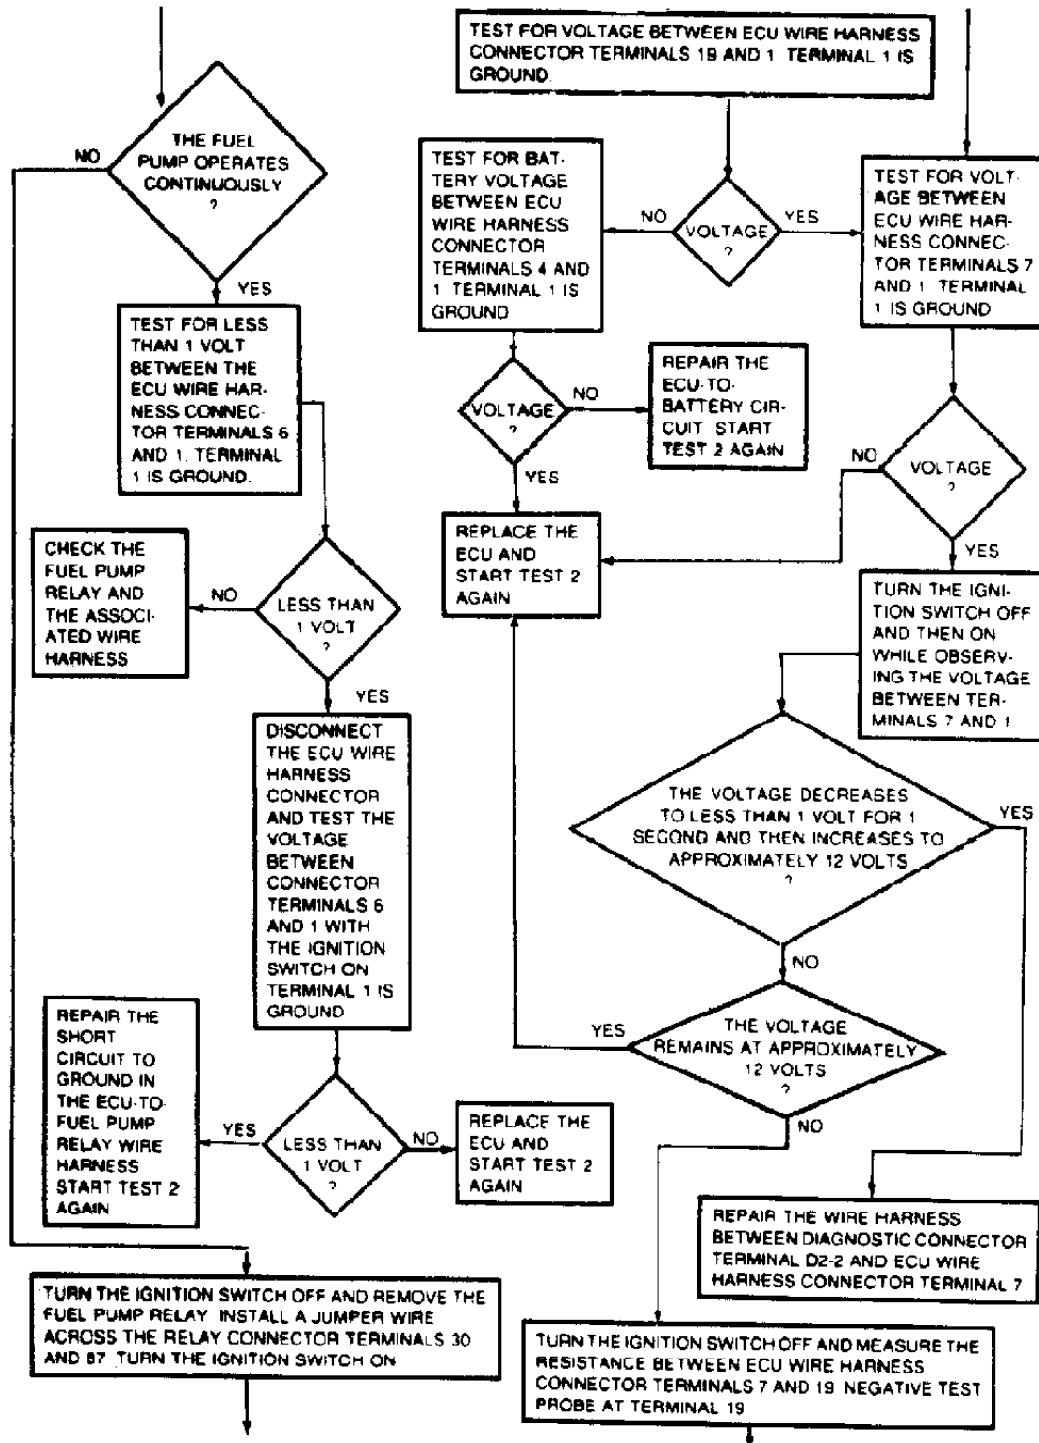 THE FUEL
PUMP OPERATES
CONTINUOUSLY
?
NO
YES
TEST FOR LESS
THAN 1 VOLT
BETWEEN THE
ECU WIRE HAR-
NESS CONNEC-
TOR TERMINALS 6
AND 1. TERMINAL
1 IS GROUND.
LESS THAN
1 VOLT
?
NO
CHECK THE
FUEL PUMP
RELAY AND
THE ASSOCI-
ATED WIRE
HARNESS
YES
DISCONNECT
THE ECU WIRE
HARNESS
CONNECTOR
AND TEST THE
VOLTAGE
BETWEEN
CONNECTOR
TERMINALS 6
AND 1 WITH
THE IGNITION
SWITCH ON
TERMINAL 1 IS
GROUND
LESS THAN
1 VOLT
?
YES
REPAIR THE
SHORT
CIRCUIT TO
GROUND IN
THE ECU-TO-
FUEL PUMP
RELAY WIRE
HARNESS
START TEST 2
AGAIN
NO
REPLACE THE
ECU AND
START TEST 2
AGAIN
TURN THE IGNITION SWITCH OFF AND REMOVE THE
FUEL PUMP RELAY INSTALL A JUMPER WIRE
ACROSS THE RELAY CONNECTOR TERMINALS 30
AND 87 TURN THE IGNITION SWITCH ON
TEST FOR VOLTAGE BETWEEN ECU WIRE HARNESS
CONNECTOR TERMINALS 19 AND 1 TERMINAL 1 IS
GROUND.
VOLTAGE
?
NO
TEST FOR BAT-
TERY VOLTAGE
BETWEEN ECU
WIRE HARNESS
CONNECTOR
TERMINALS 4 AND
1 TERMINAL 1 IS
GROUND
VOLTAGE
?
NO
REPAIR THE
ECU-TO-
BATTERY CIR-
CUIT START
TEST 2 AGAIN
YES
REPLACE THE
ECU AND
START TEST 2
AGAIN
YES
TEST FOR VOLT-
AGE BETWEEN
ECU WIRE HAR-
NESS CONNEC-
TOR TERMINALS 7
AND 1 TERMINAL
1 IS GROUND
VOLTAGE
?
NO
YES
TURN THE IGNI-
TION SWITCH OFF
AND THEN ON
WHILE OBSERV-
ING THE VOLTAGE
BETWEEN TER-
MINALS 7 AND 1
THE VOLTAGE DECREASES
TO LESS THAN 1 VOLT FOR 1
SECOND AND THEN INCREASES TO
APPROXIMATELY 12 VOLTS
?
YES
REPAIR THE WIRE HARNESS
BETWEEN DIAGNOSTIC CONNECTOR
TERMINAL D2-2 AND ECU WIRE
HARNESS CONNECTOR TERMINAL 7
NO
THE VOLTAGE
REMAINS AT APPROXIMATELY
12 VOLTS
?
YES
NO
TURN THE IGNITION SWITCH OFF AND MEASURE THE
RESISTANCE BETWEEN ECU WIRE HARNESS
CONNECTOR TERMINALS 7 AND 19 NEGATIVE TEST
PROBE AT TERMINAL 19